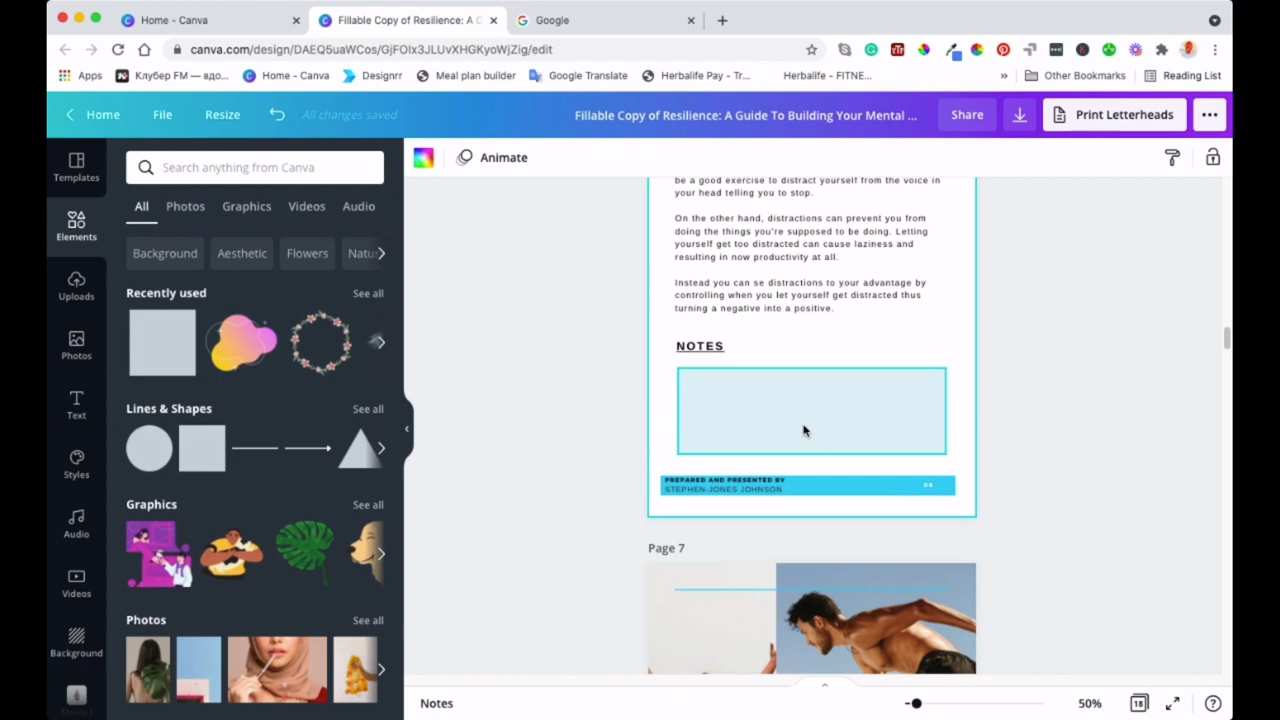 Home - Canva
Fillable Copy of Resilience: A G
Google
canva.com/design/DAEQ5uaWCos/GjFOIx3JLUvXHGKyoWjZig/edit
Apps
Клубер FM — вдо...
Home - Canva
Designrr
Meal plan builder
Google Translate
Herbalife Pay - Tr...
Herbalife - FITNE...
Other Bookmarks
Reading List
Home
File
Resize
All changes saved
Fillable Copy of Resilience: A Guide To Building Your Mental ...
Share
Print Letterheads
Templates
Elements
Uploads
Photos
Text
Styles
Audio
Videos
Background
Search anything from Canva
All
Photos
Graphics
Videos
Audio
Background
Aesthetic
Flowers
Natu
Recently used
See all
Lines & Shapes
See all
Graphics
See all
Photos
See all
Animate
be a good exercise to distract yourself from the voice in
your head telling you to stop.
On the other hand, distractions can prevent you from
doing the things you're supposed to be doing. Letting
yourself get too distracted can cause laziness and
resulting in now productivity at all.
Instead you can se distractions to your advantage by
controlling when you let yourself get distracted thus
turning a negative into a positive.
NOTES
PREPARED AND PRESENTED BY
STEPHEN-JONES JOHNSON
06
Page 7
Notes
50%
18